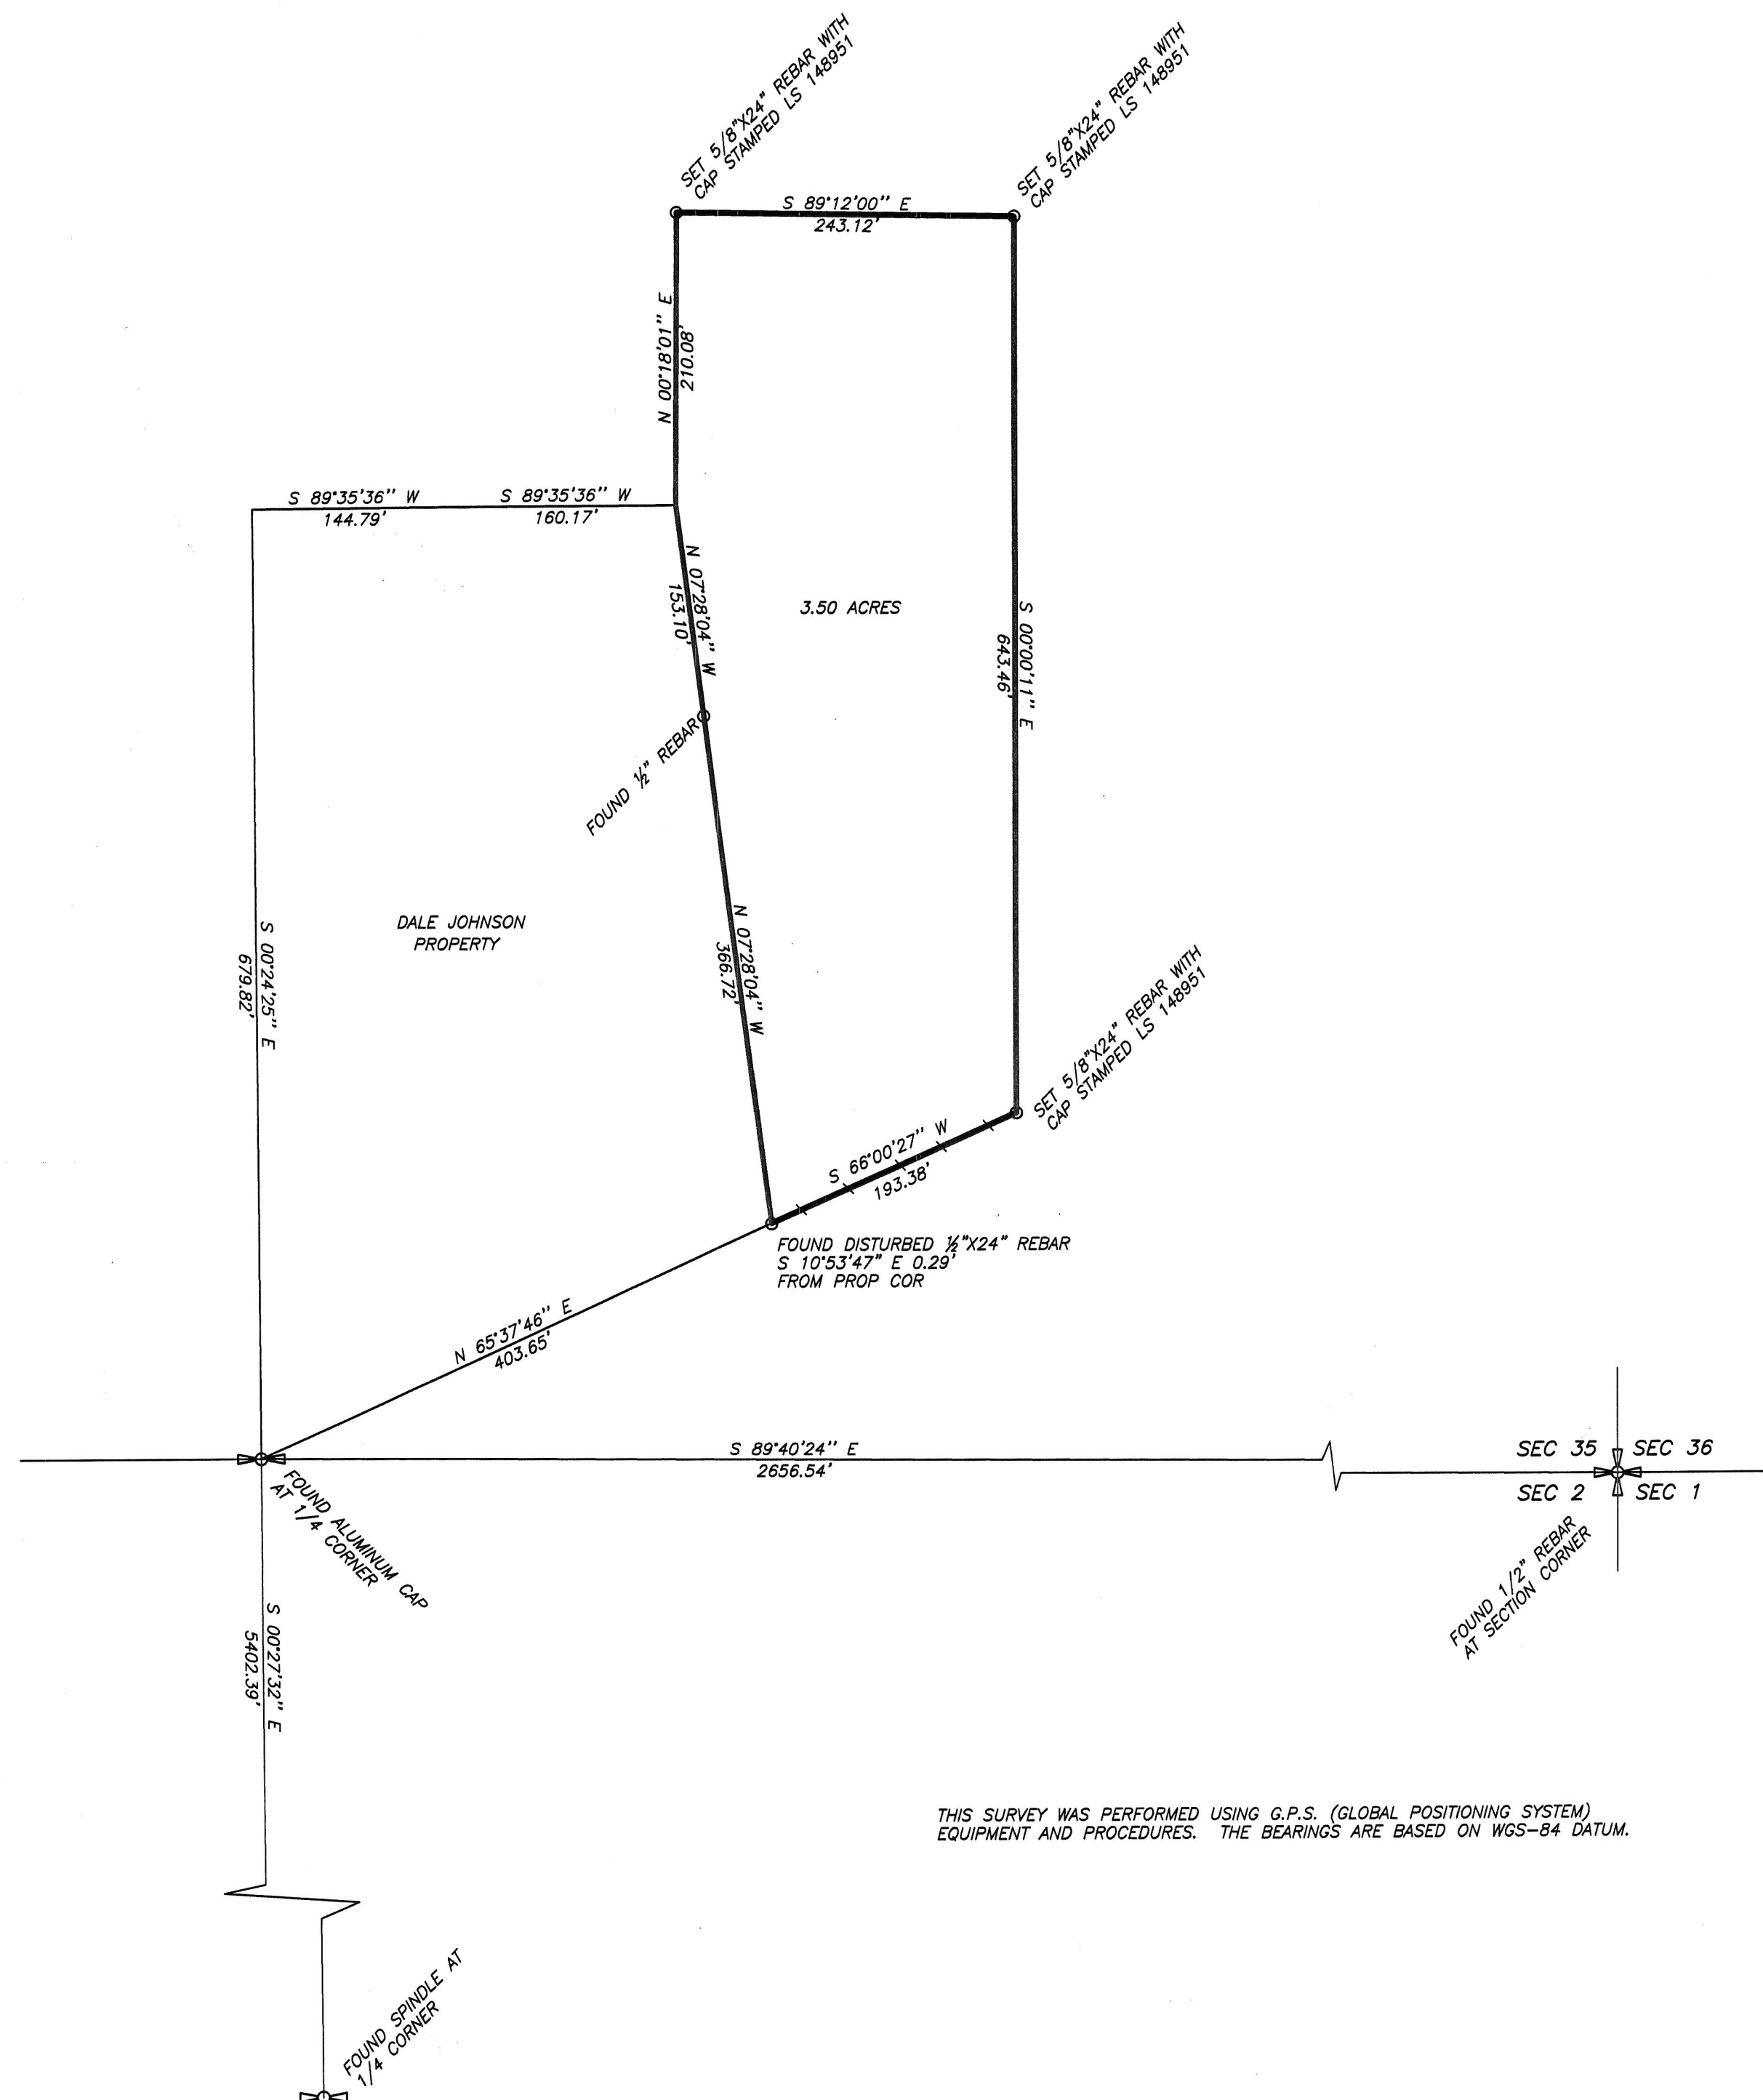 SET 5/8"X24" REBAR WITH
CAP STAMPED LS 148951
SET 5/8"X24" REBAR WITH
CAP STAMPED LS 148951
S 89°12'00" E
243.12'
N 00°18'01" E
210.08'
S 89°35'36" W
144.79'
S 89°35'36" W
160.17'
N 07°28'04" W
153.10'
3.50 ACRES
S 00°00'11" E
643.46'
FOUND ½" REBAR
DALE JOHNSON
PROPERTY
S 00°24'25" E
679.82'
N 07°28'04" W
366.72'
SET 5/8"X24" REBAR WITH
CAP STAMPED LS 148951
S 66°00'27" W
193.38'
FOUND DISTURBED ½"X24" REBAR
S 10°53'47" E 0.29'
FROM PROP COR
N 65°37'46" E
403.65'
S 89°40'24" E
2656.54'
SEC 35 SEC 36
SEC 2 SEC 1
FOUND ALUMINUM CAP
AT 1/4 CORNER
FOUND 1/2" REBAR
AT SECTION CORNER
S 00°27'32" E
5402.39'
THIS SURVEY WAS PERFORMED USING G.P.S. (GLOBAL POSITIONING SYSTEM)
EQUIPMENT AND PROCEDURES. THE BEARINGS ARE BASED ON WGS-84 DATUM.
FOUND SPINDLE AT
1/4 CORNER